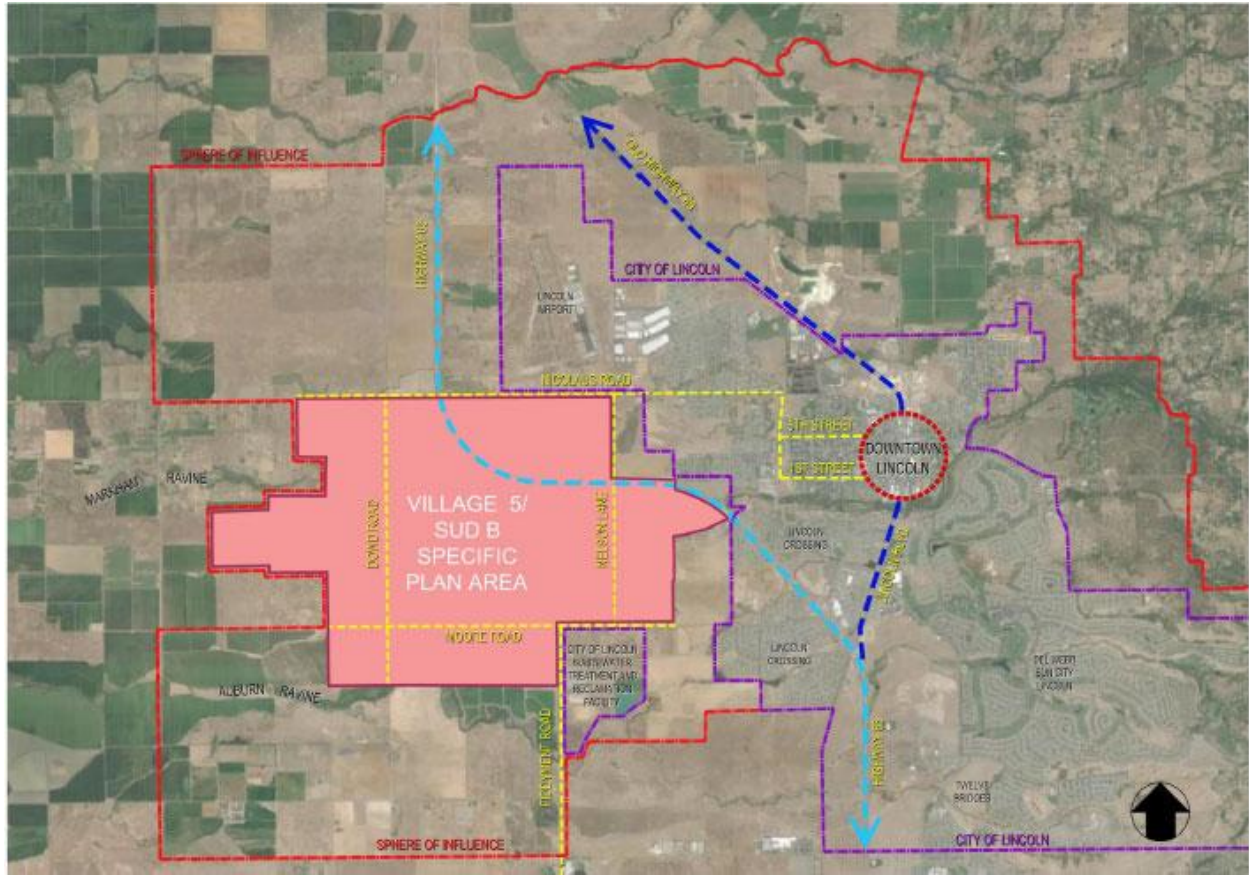 SPHERE OF INFLUENCE
HIGHWAY 65
OLD HIGHWAY 65
CITY OF LINCOLN
LINCOLN
AIRPORT
NICOLAUS ROAD
5TH STREET
1ST STREET
DOWNTOWN
LINCOLN
MARKHAM RAVINE
DOWD ROAD
VILLAGE 5/
SUD B
SPECIFIC
PLAN AREA
NELSON LANE
LINCOLN
CROSSING
LINCOLN BLVD
MOORE ROAD
CITY OF LINCOLN
WASTEWATER
TREATMENT AND
RECLAMATION
FACILITY
LINCOLN
CROSSING
DEL WEBB
SUN CITY
LINCOLN
AUBURN RAVINE
FIDDYMENT ROAD
HIGHWAY 65
TWELVE
BRIDGES
SPHERE OF INFLUENCE
CITY OF LINCOLN